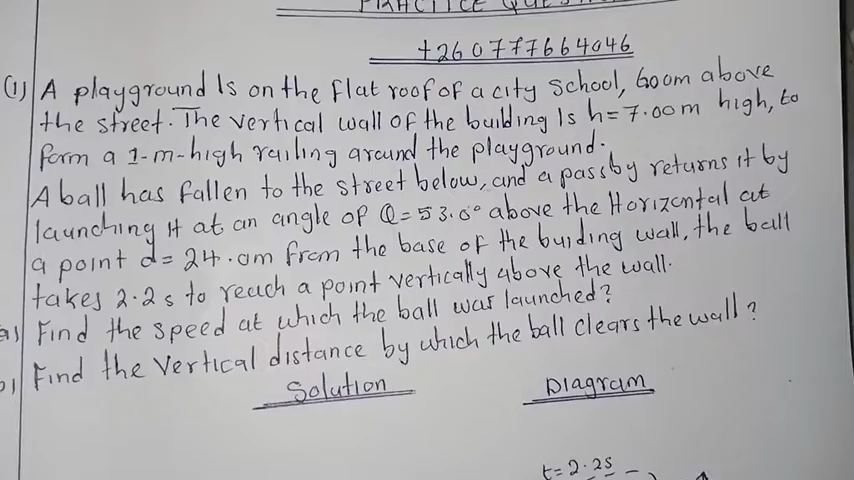 PRACTICE QUES
+260777664046
(1) A playground Is on the flat roof of a city School, 600m above
the street. The vertical wall of the building Is h=7.00m high, to
form a 1-m-high railing around the playground.
A ball has fallen to the street below, and a passby returns it by
launching it at an angle of Q=53.0° above the Horizontal at
a point d= 24.0m from the base of the buiding wall, the ball
takes 2.2s to reach a point vertically above the wall.
a) Find the speed at which the ball was launched?
b) Find the vertical distance by which the ball clears the wall?
Solution
Diagram
t=2.2s